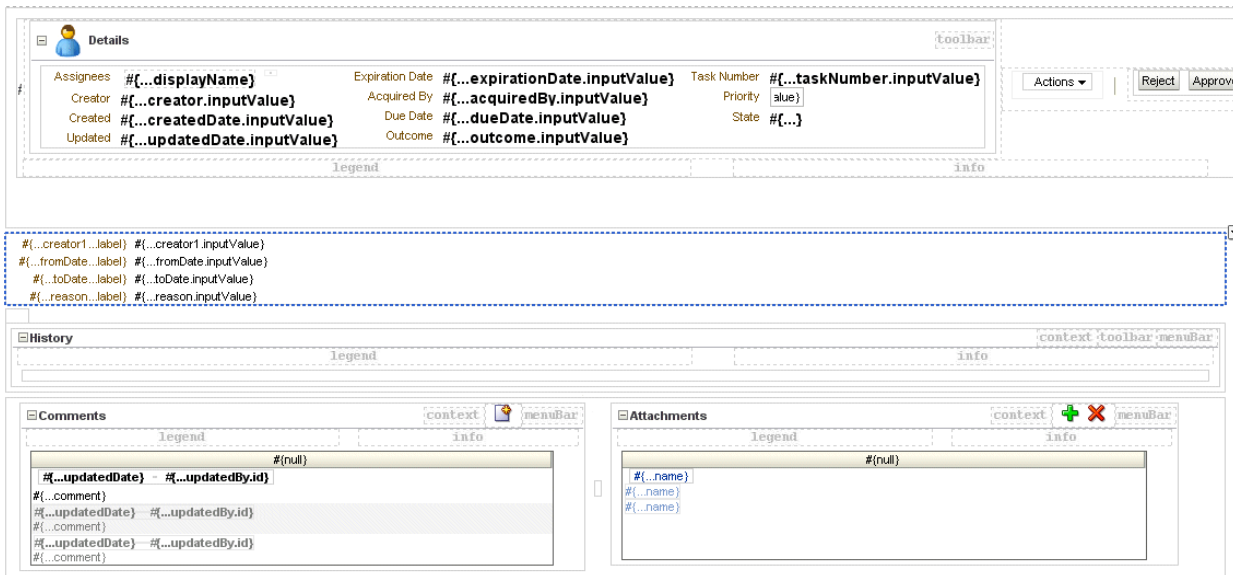 Details toolbar
Assignees #{...displayName} Expiration Date #{...expirationDate.inputValue} Task Number #{...taskNumber.inputValue} Actions Reject Approv
#
Creator #{...creator.inputValue} Acquired By #{...acquiredBy.inputValue} Priority alue}
Created #{...createdDate.inputValue} Due Date #{...dueDate.inputValue} State #{...}
Updated #{...updatedDate.inputValue} Outcome #{...outcome.inputValue}
legend info
#{...creator1...label} #{...creator1.inputValue}
#{...fromDate...label} #{...fromDate.inputValue}
#{...toDate...label} #{...toDate.inputValue}
#{...reason...label} #{...reason.inputValue}
History context toolbar menuBar
legend info
Comments context menuBar Attachments context menuBar
legend info legend info
#{null} #{null}
#{...updatedDate} - #{...updatedBy.id} #{...name}
#{...comment} #{...name}
#{...updatedDate} #{...updatedBy.id} #{...name}
#{...comment}
#{...updatedDate} #{...updatedBy.id}
#{...comment}